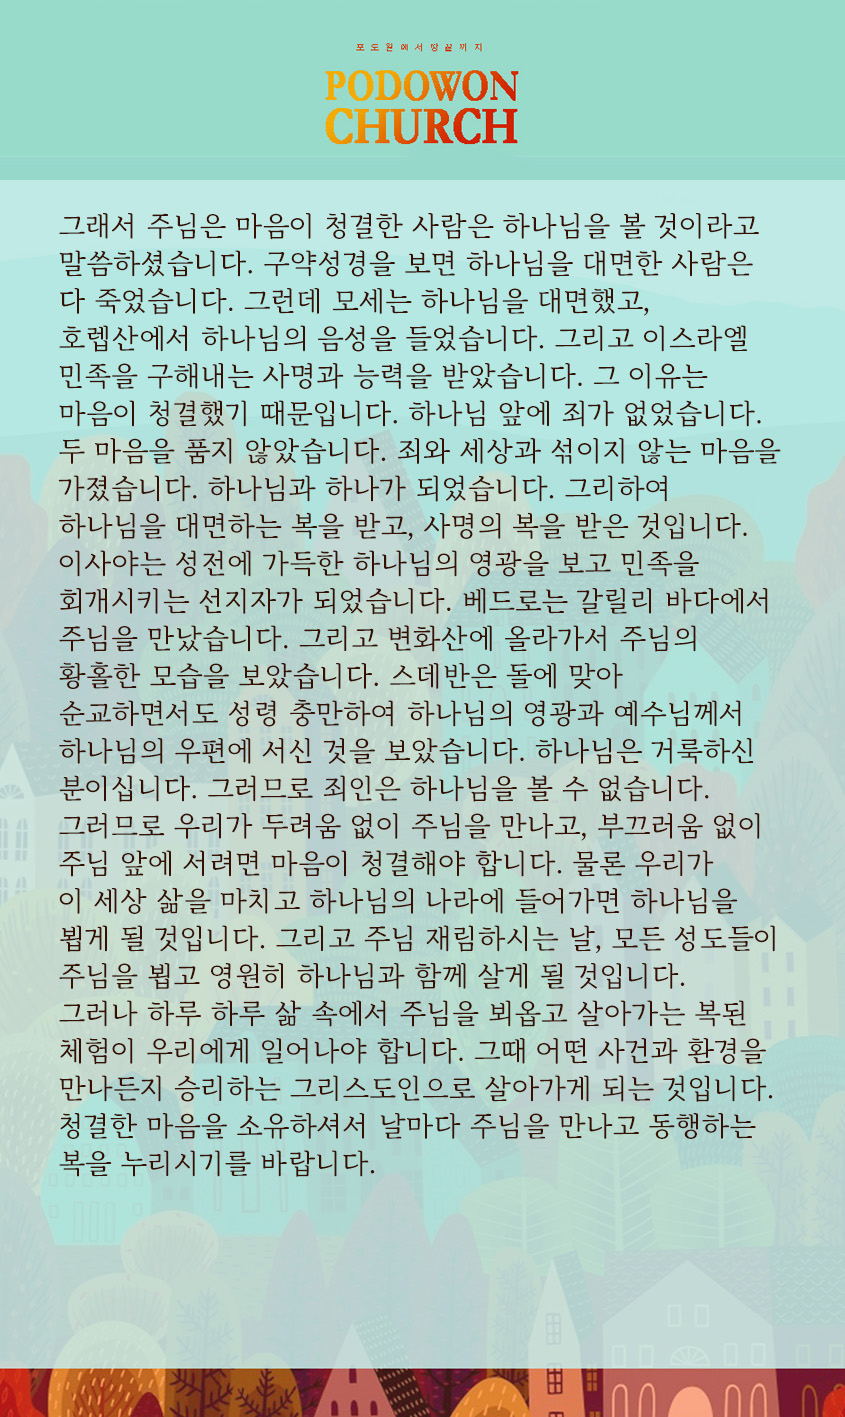 포도원에서땅끝까지
PODOWON
CHURCH
그래서 주님은 마음이 청결한 사람은 하나님을 볼 것이라고
말씀하셨습니다. 구약성경을 보면 하나님을 대면한 사람은
다 죽었습니다. 그런데 모세는 하나님을 대면했고,
호렙산에서 하나님의 음성을 들었습니다. 그리고 이스라엘
민족을 구해내는 사명과 능력을 받았습니다. 그 이유는
마음이 청결했기 때문입니다. 하나님 앞에 죄가 없었습니다.
두 마음을 품지 않았습니다. 죄와 세상과 섞이지 않는 마음을
가졌습니다. 하나님과 하나가 되었습니다. 그리하여
하나님을 대면하는 복을 받고, 사명의 복을 받은 것입니다.
이사야는 성전에 가득한 하나님의 영광을 보고 민족을
회개시키는 선지자가 되었습니다. 베드로는 갈릴리 바다에서
주님을 만났습니다. 그리고 변화산에 올라가서 주님의
황홀한 모습을 보았습니다. 스데반은 돌에 맞아
순교하면서도 성령 충만하여 하나님의 영광과 예수님께서
하나님의 우편에 서신 것을 보았습니다. 하나님은 거룩하신
분이십니다. 그러므로 죄인은 하나님을 볼 수 없습니다.
그러므로 우리가 두려움 없이 주님을 만나고, 부끄러움 없이
주님 앞에 서려면 마음이 청결해야 합니다. 물론 우리가
이 세상 삶을 마치고 하나님의 나라에 들어가면 하나님을
뵙게 될 것입니다. 그리고 주님 재림하시는 날, 모든 성도들이
주님을 뵙고 영원히 하나님과 함께 살게 될 것입니다.
그러나 하루 하루 삶 속에서 주님을 뵈옵고 살아가는 복된
체험이 우리에게 일어나야 합니다. 그때 어떤 사건과 환경을
만나든지 승리하는 그리스도인으로 살아가게 되는 것입니다.
청결한 마음을 소유하셔서 날마다 주님을 만나고 동행하는
복을 누리시기를 바랍니다.